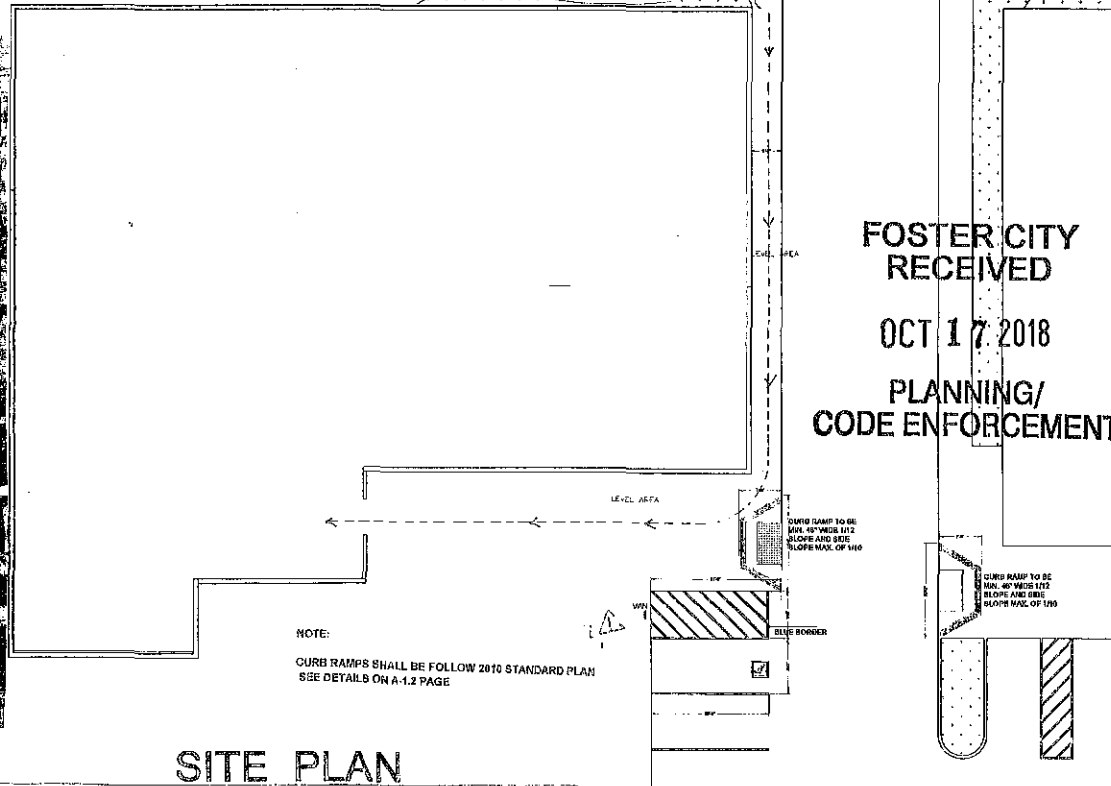 LEVEL AREA
FOSTER CITY
RECEIVED
OCT 17 2018
PLANNING/
CODE ENFORCEMENT
LEVEL AREA
CURB RAMP TO BE
MIN. 48" WIDE 1/12
SLOPE AND SIDE
SLOPE MAX. OF 1/10
CURB RAMP TO BE
MIN. 48" WIDE 1/12
SLOPE AND SIDE
SLOPE MAX. OF 1/10
VAN
BLUE BORDER
NOTE:
CURB RAMPS SHALL BE FOLLOW 2010 STANDARD PLAN
SEE DETAILS ON A-1.2 PAGE
SITE PLAN